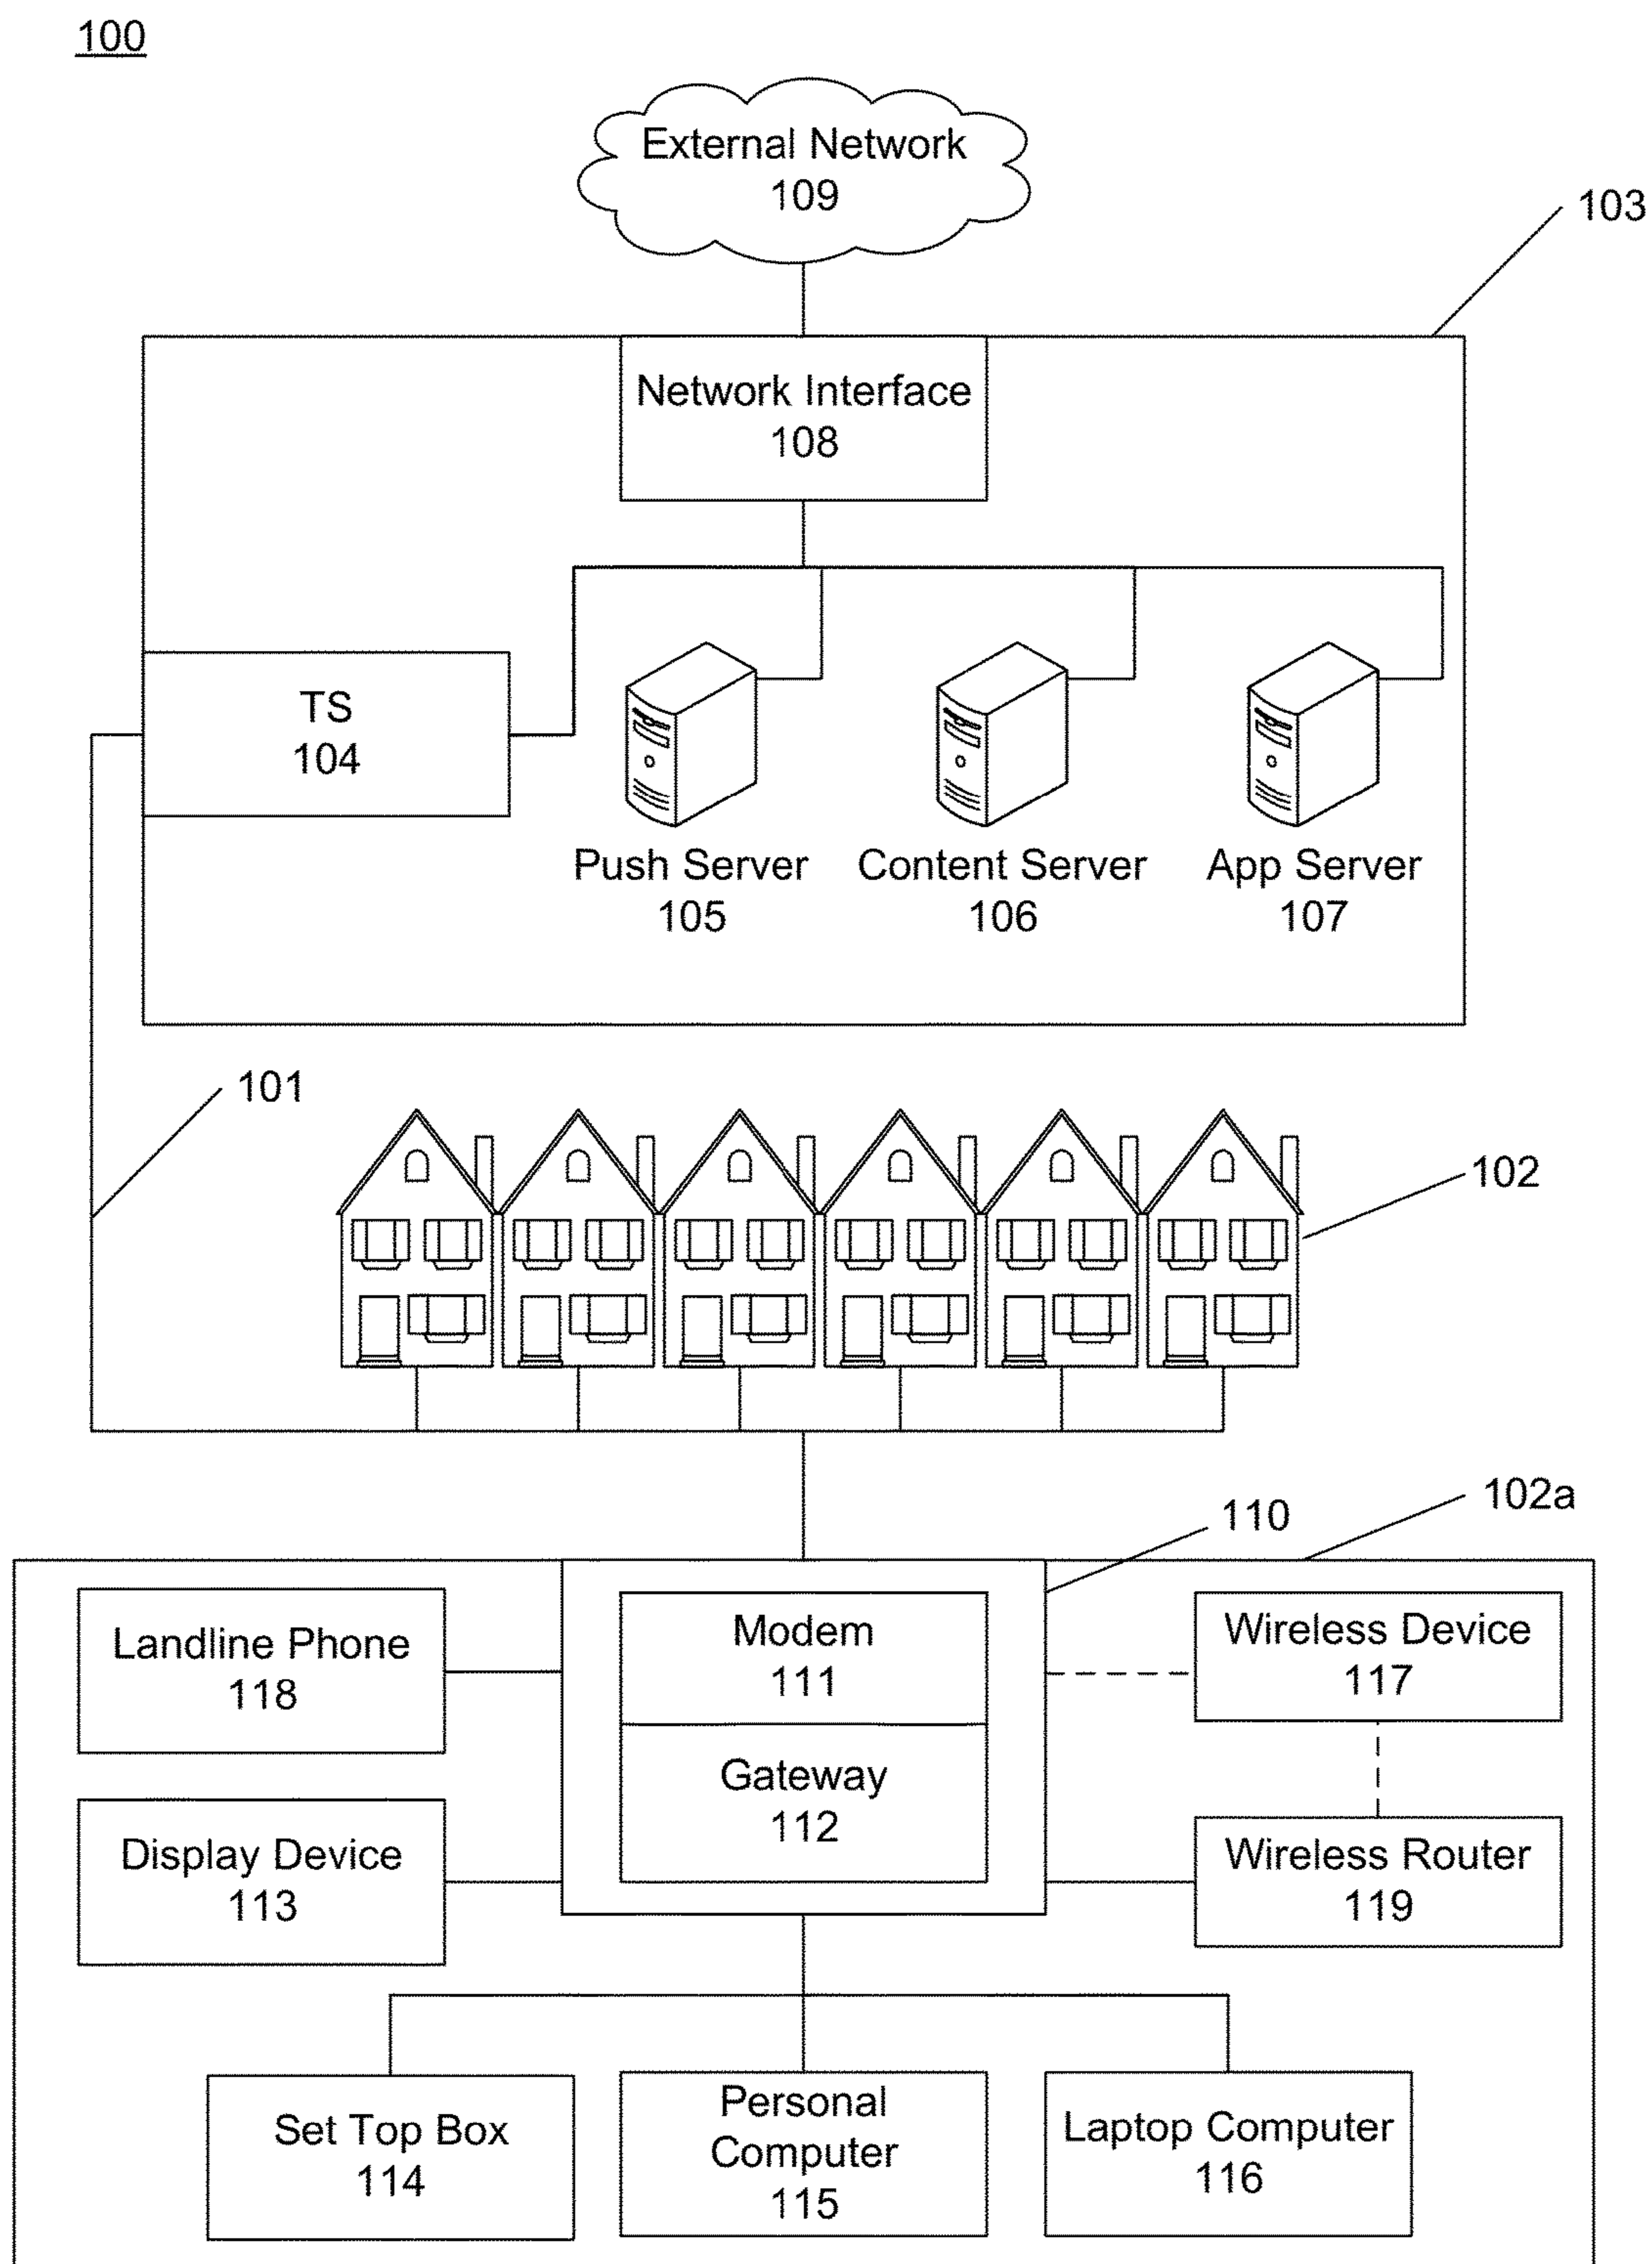 100
External Network
109
103
Network Interface
108
TS
104
Push Server
105
Content Server
106
App Server
107
101
102
102a
110
Landline Phone
118
Modem
111
Wireless Device
117
Gateway
112
Display Device
113
Wireless Router
119
Set Top Box
114
Personal
Computer
115
Laptop Computer
116